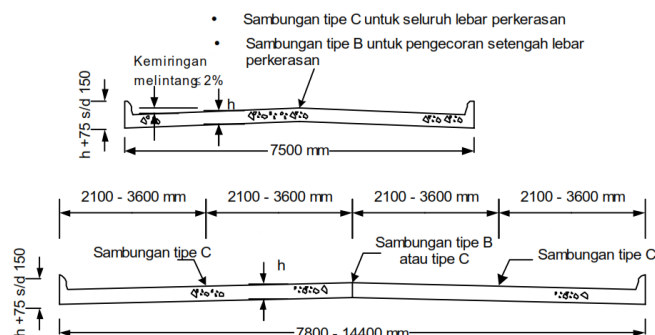 • Sambungan tipe C untuk seluruh lebar perkerasan
• Sambungan tipe B untuk pengecoran setengah lebar
perkerasan
Kemiringan
melintang ≤ 2%
h
h +75 s/d 150
7500 mm
2100 - 3600 mm
2100 - 3600 mm
2100 - 3600 mm
2100 - 3600 mm
Sambungan tipe C
h
Sambungan tipe B
atau tipe C
Sambungan tipe C
h +75 s/d 150
7800 - 14400 mm